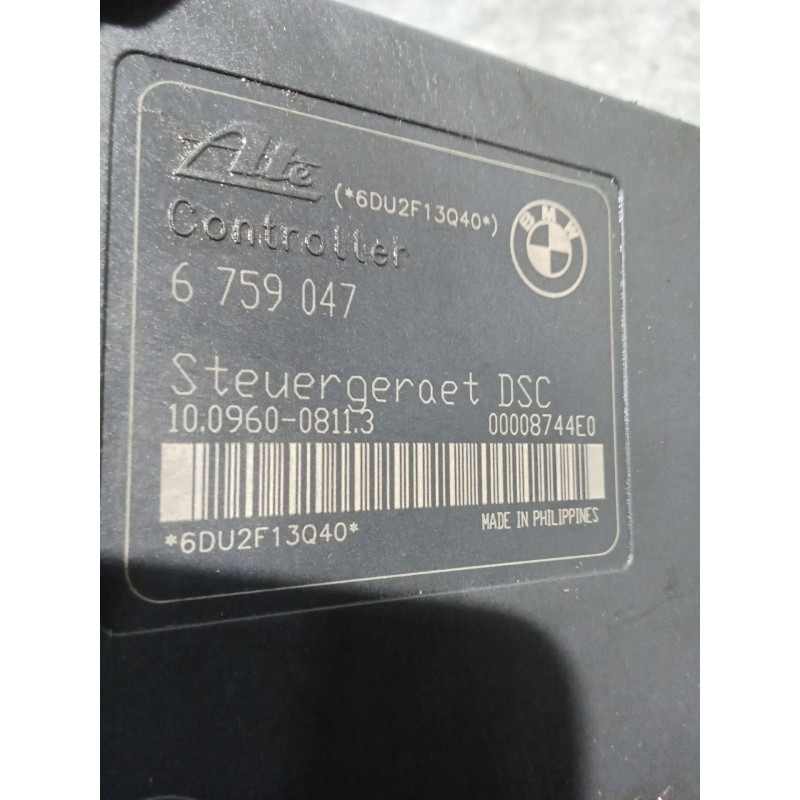 Ate
(*6DU2F13Q40*)
BMW
Controller
6 759 047
Steuergeraet DSC
10.0960-0811.3 00008744E0
*6DU2F13Q40* MADE IN PHILIPPINES